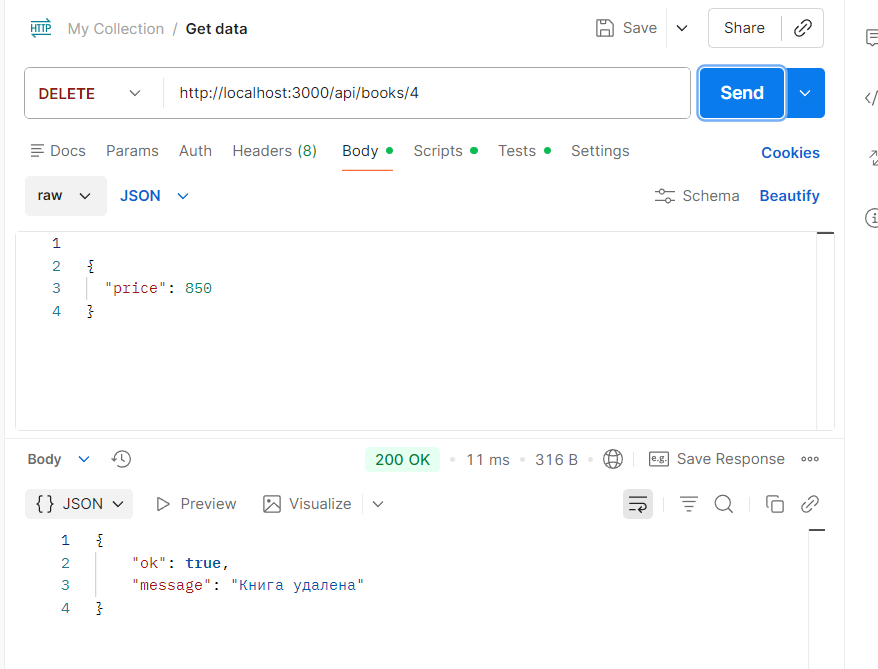 HTTP My Collection / Get data Save Share
DELETE http://localhost:3000/api/books/4 Send
Docs Params Auth Headers (8) Body Scripts Tests Settings Cookies
raw JSON Schema Beautify
1
2 {
3 "price": 850
4 }
Body 200 OK 11 ms 316 B e.g. Save Response
{} JSON Preview Visualize
1 {
2 "ok": true,
3 "message": "Книга удалена"
4 }